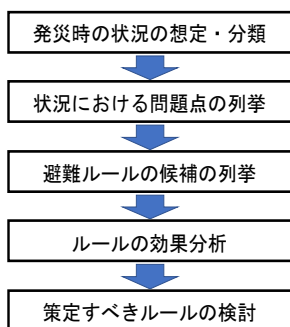 発災時の状況の想定・分類
状況における問題点の列挙
避難ルールの候補の列挙
ルールの効果分析
策定すべきルールの検討